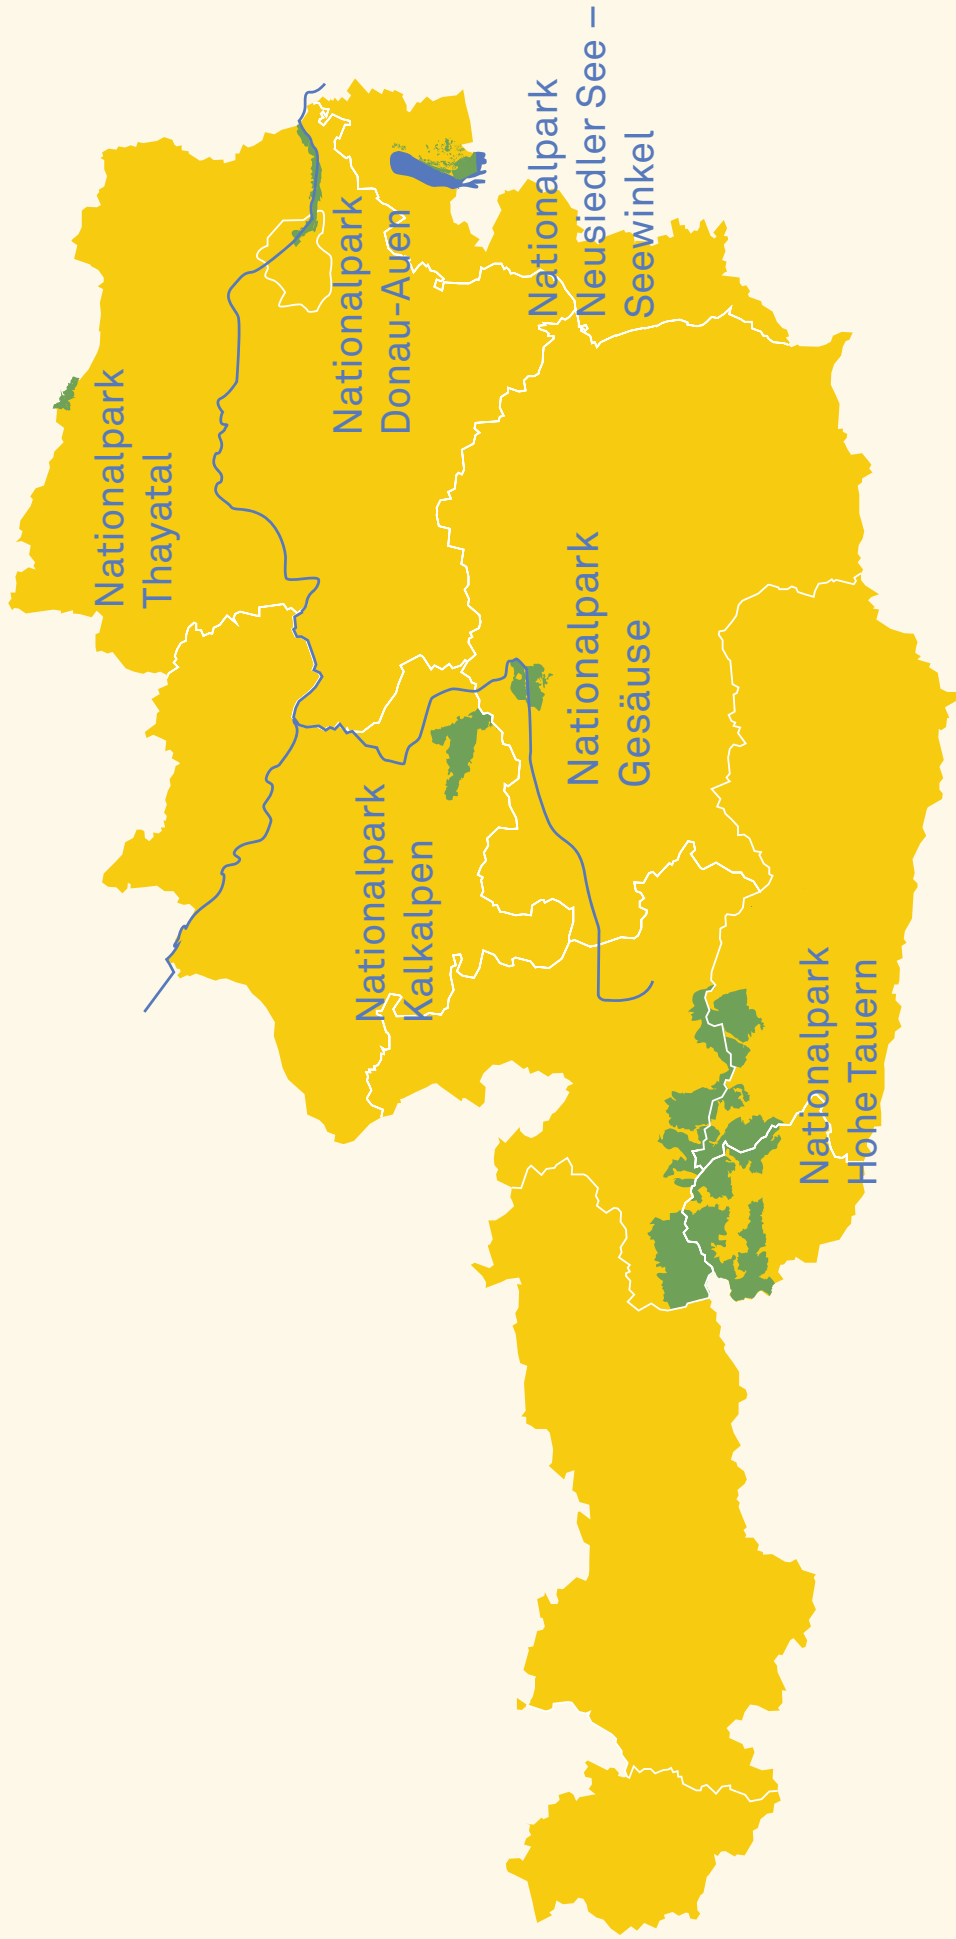 Nationalpark
Thayatal
Nationalpark
Donau-Auen
Nationalpark
Neusiedler See –
Seewinkel
Nationalpark
Kalkalpen
Nationalpark
Gesäuse
Nationalpark
Hohe Tauern